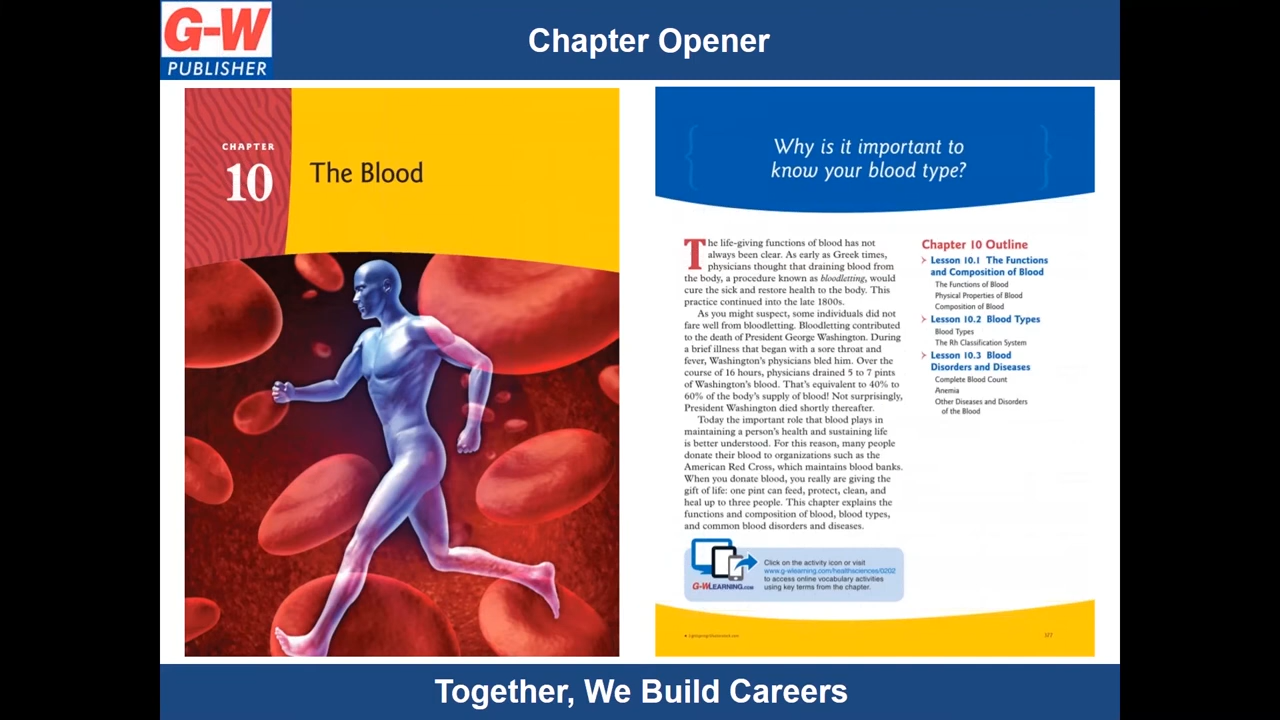 G-W
PUBLISHER
Chapter Opener
CHAPTER
10
The Blood
Why is it important to
know your blood type?
The life-giving functions of blood has not
always been clear. As early as Greek times,
physicians thought that draining blood from
the body, a procedure known as bloodletting, would
cure the sick and restore health to the body. This
practice continued into the late 1800s.
As you might suspect, some individuals did not
fare well from bloodletting. Bloodletting contributed
to the death of President George Washington. During
a brief illness that began with a sore throat and
fever, Washington's physicians bled him. Over the
course of 16 hours, physicians drained 5 to 7 pints
of Washington's blood. That's equivalent to 40% to
60% of the body's supply of blood! Not surprisingly,
President Washington died shortly thereafter.
Today the important role that blood plays in
maintaining a person's health and sustaining life
is better understood. For this reason, many people
donate their blood to organizations such as the
American Red Cross, which maintains blood banks.
When you donate blood, you really are giving the
gift of life: one pint can feed, protect, clean, and
heal up to three people. This chapter explains the
functions and composition of blood, blood types,
and common blood disorders and diseases.
Chapter 10 Outline
Lesson 10.1 The Functions
and Composition of Blood
The Functions of Blood
Physical Properties of Blood
Composition of Blood
Lesson 10.2 Blood Types
Blood Types
The Rh Classification System
Lesson 10.3 Blood
Disorders and Diseases
Complete Blood Count
Anemia
Other Diseases and Disorders
of the Blood
G-WLEARNING.COM
Click on the activity icon or visit
www.g-wlearning.com/healthsciences/0202
to access online vocabulary activities
using key terms from the chapter.
Together, We Build Careers